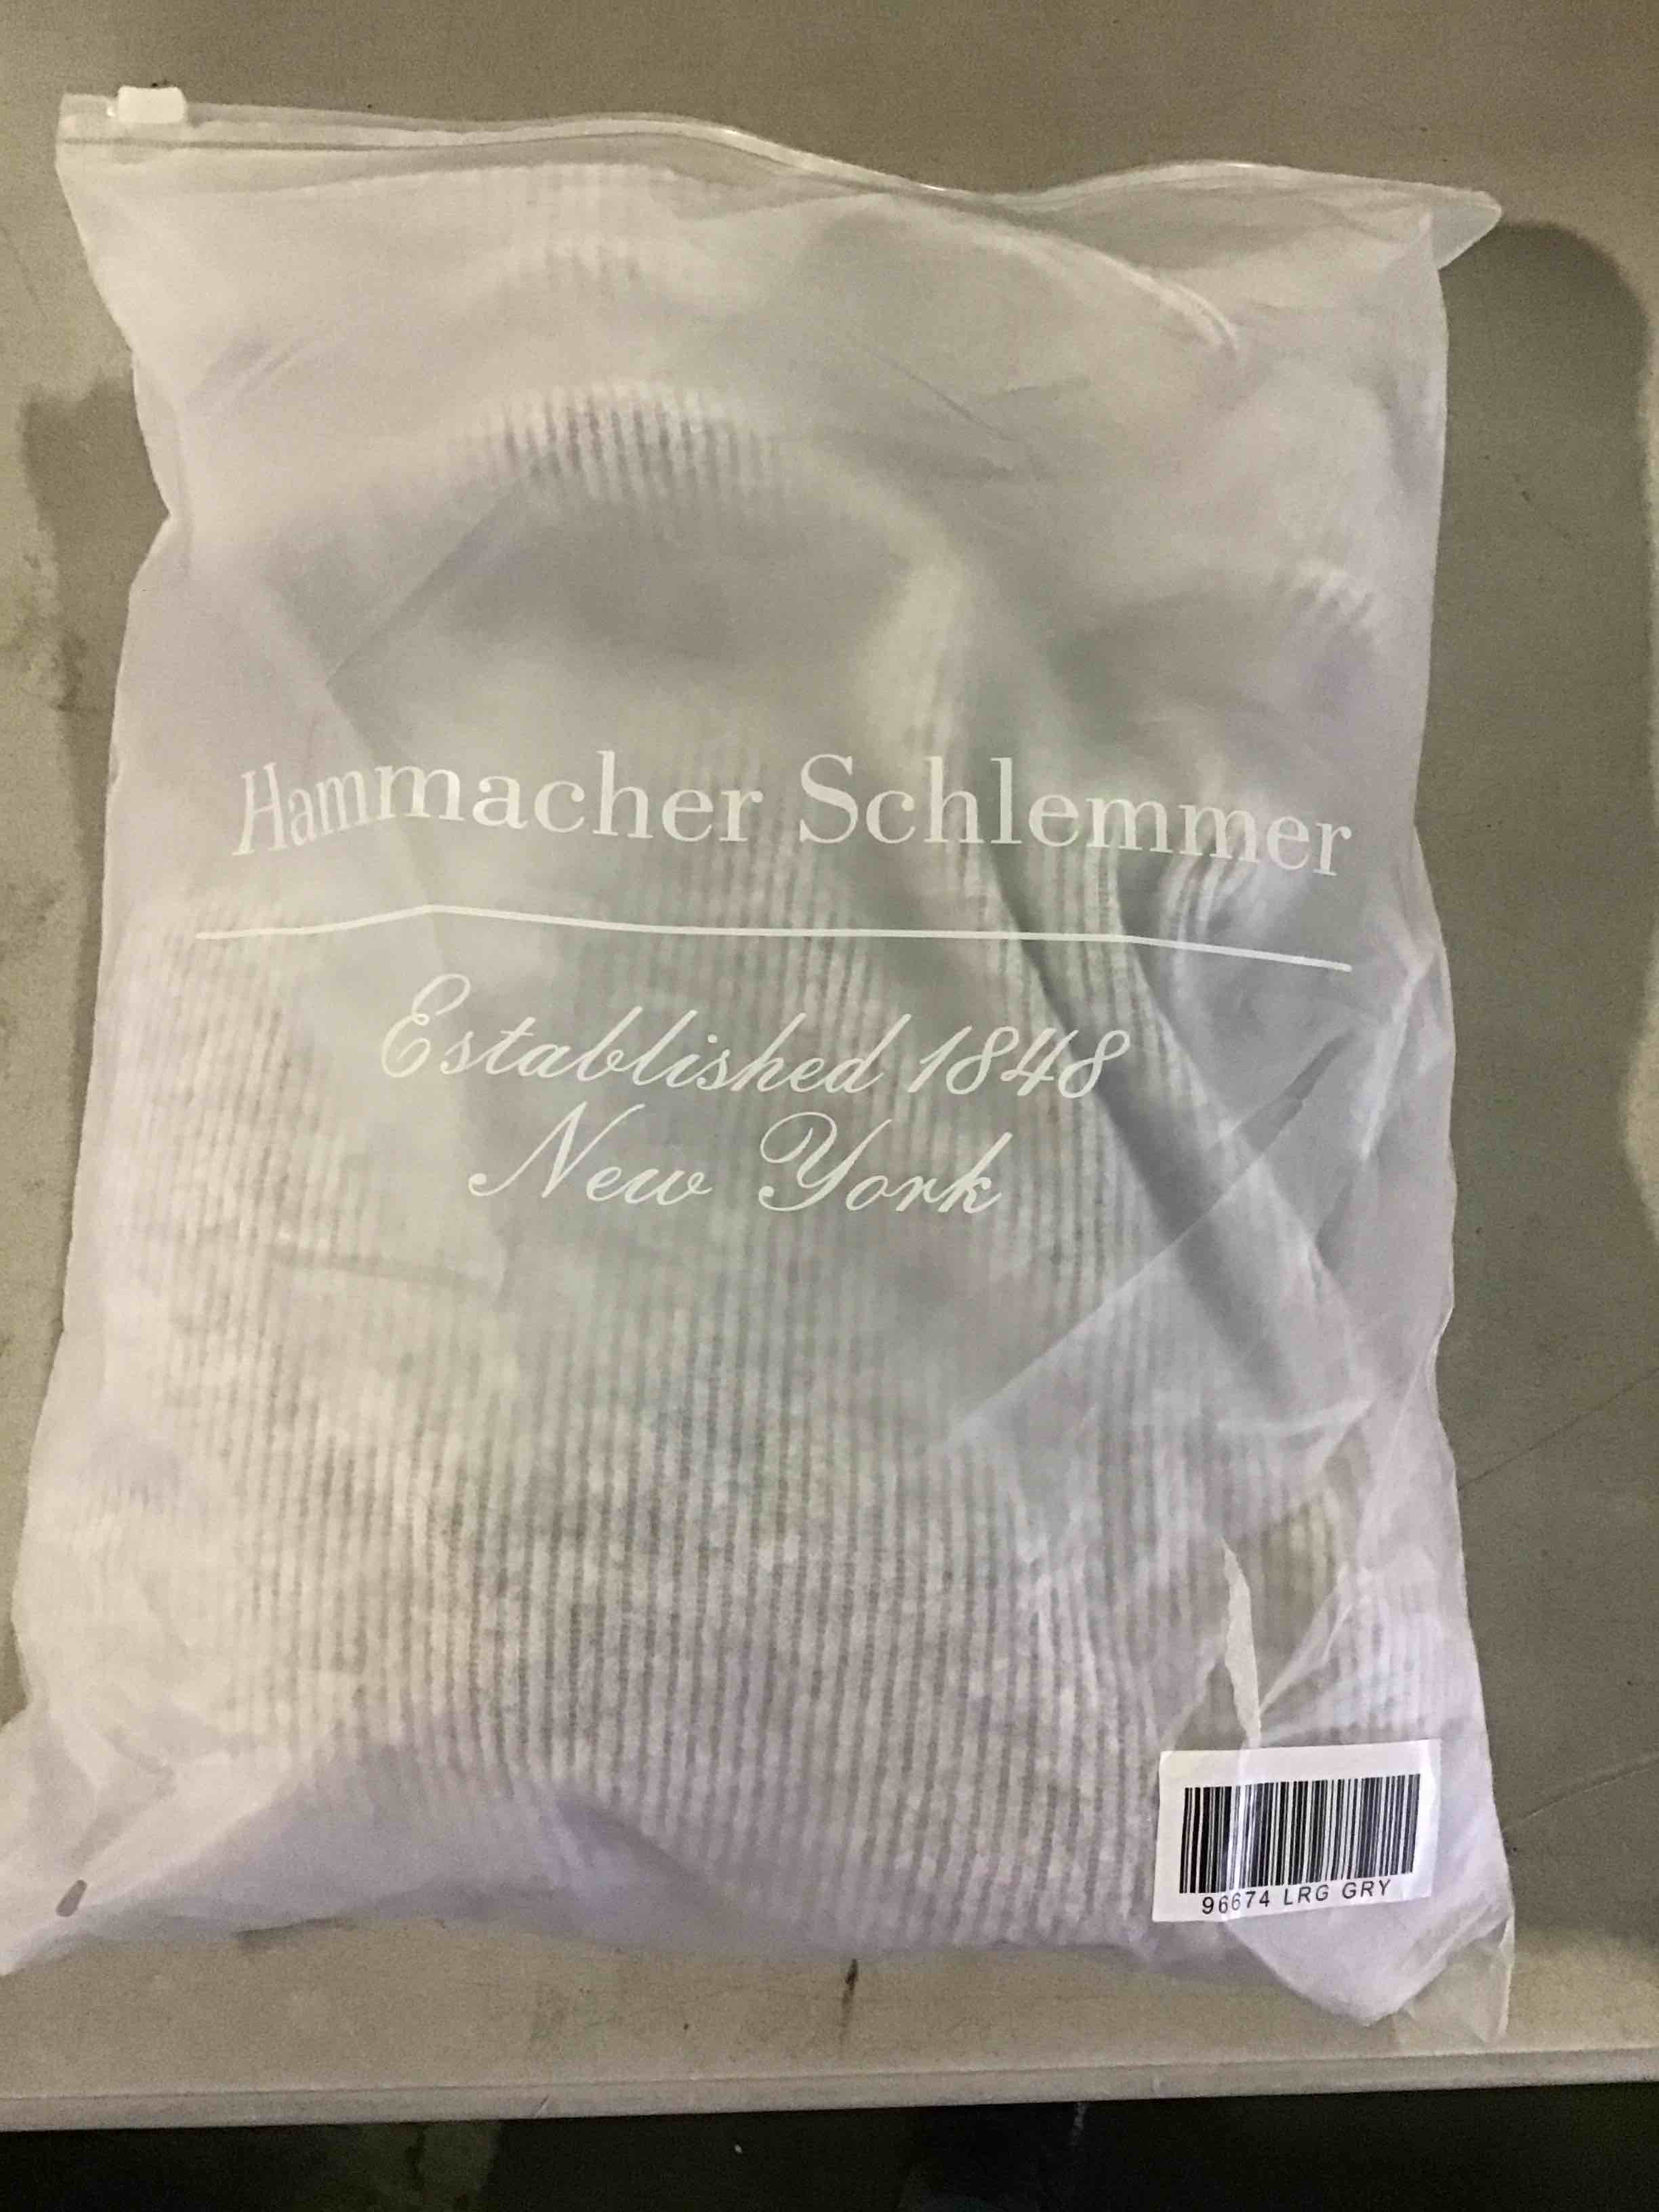 Hammacher Schlemmer
Established 1848
New York
96674 LRG GRY